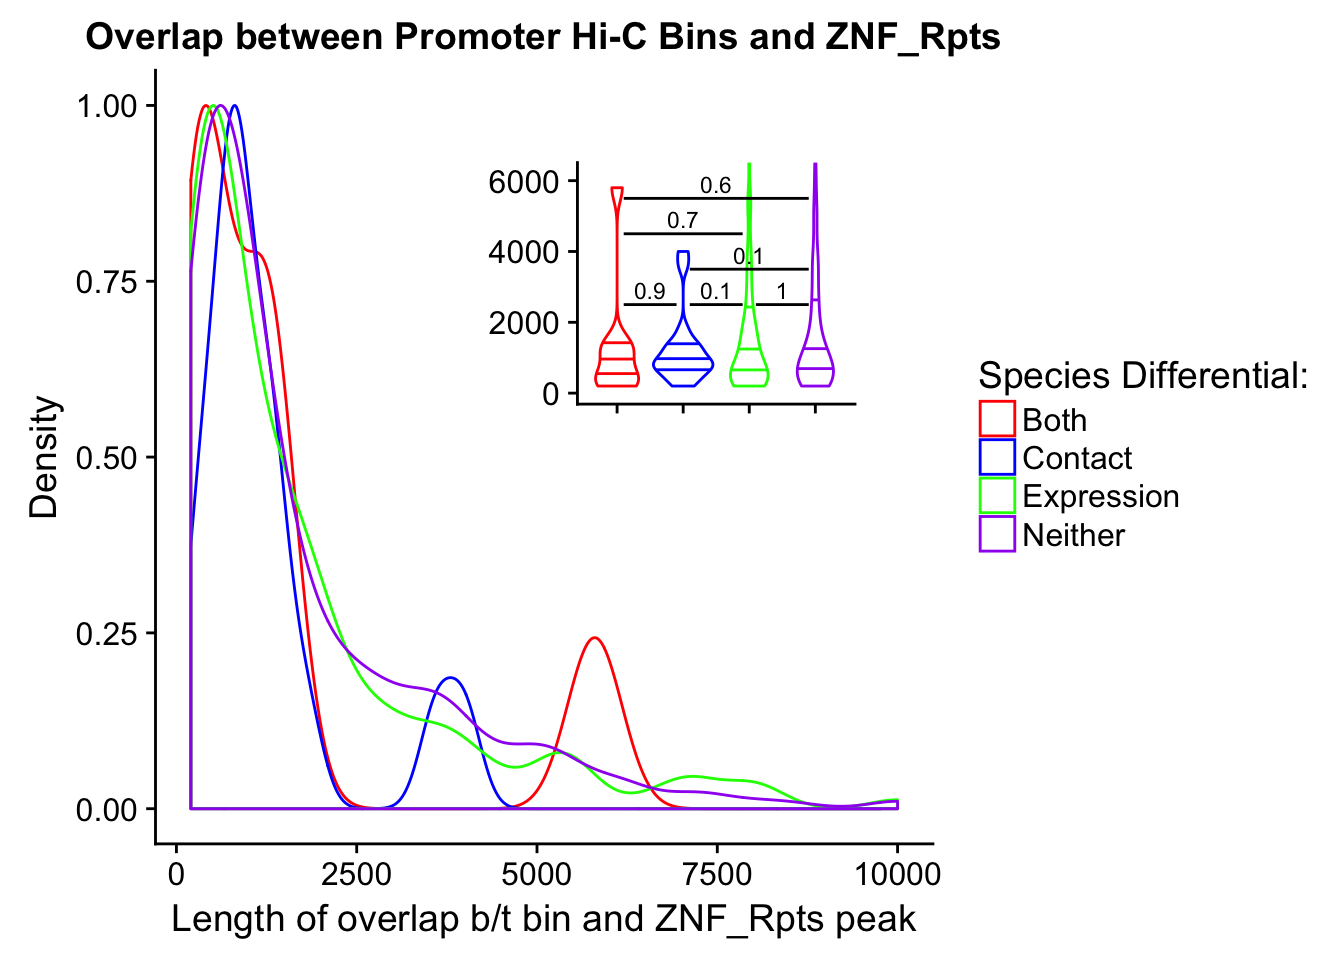 Overlap between Promoter Hi-C Bins and ZNF_Rpts
1.00
0.75
0.50
0.25
0.00
Density
0
2500
5000
7500
10000
Length of overlap b/t bin and ZNF_Rpts peak
6000
4000
2000
0
0.6
0.7
0.1
0.9
0.1
1
Species Differential:
Both
Contact
Expression
Neither